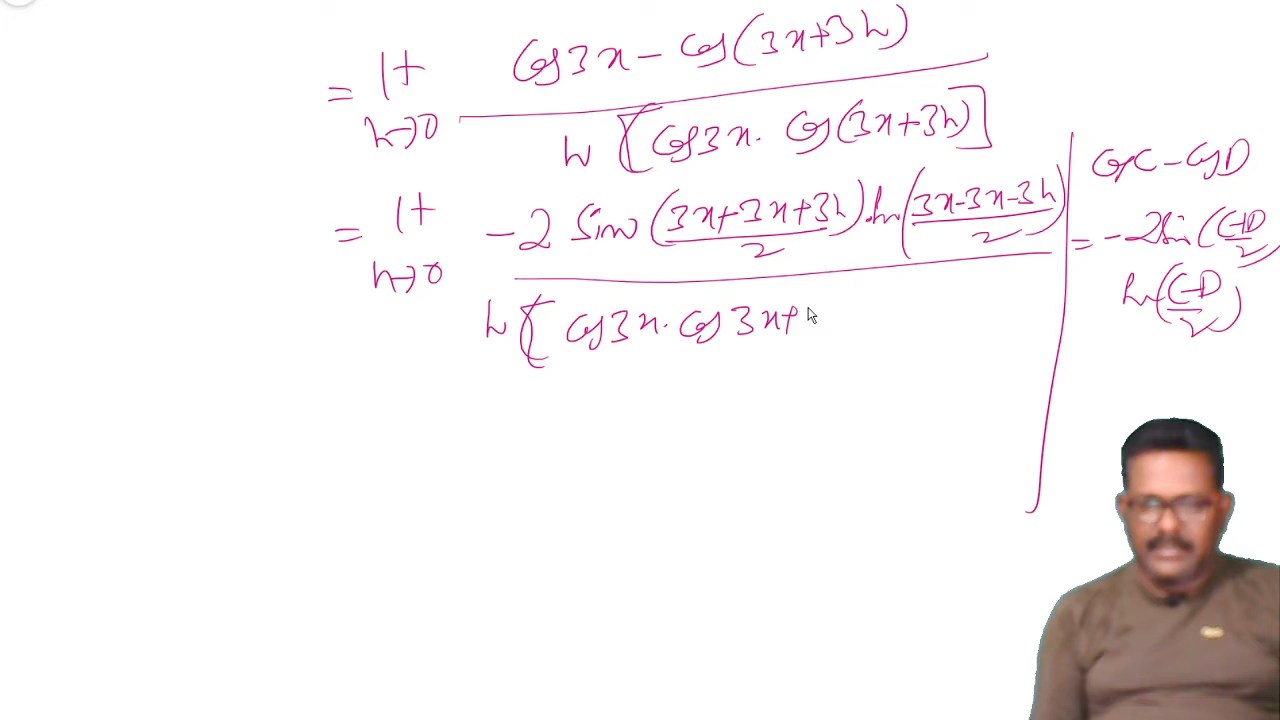 = lt h→0 cos3x - cos(3x+3h)
h [cos3x. cos(3x+3h)]
= lt h→0 -2 sin (3x+3x+3h)/2).sin(3x-3x-3h/2)
h [cos3x. cos3x+
cosC - cosD
= -2sin(C+D/2)
sin(C-D/2)